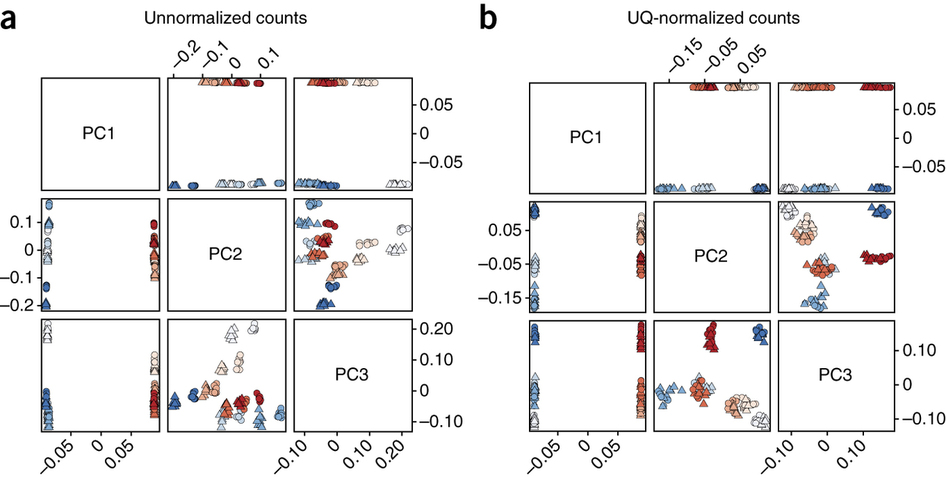 a
Unnormalized counts
−0.2 −0.1 0 0.1
PC1
0.05
0
−0.05
0.1
0
−0.1
−0.2
PC2
PC3
0.20
0.10
0
−0.10
−0.05 0 0.05
−0.10 0 0.10 0.20
b
UQ-normalized counts
−0.15 −0.05 0.05
PC1
0.05
0
−0.05
0.05
−0.05
−0.15
PC2
PC3
0.10
0
−0.10
−0.05 0 0.05
−0.10 0 0.10